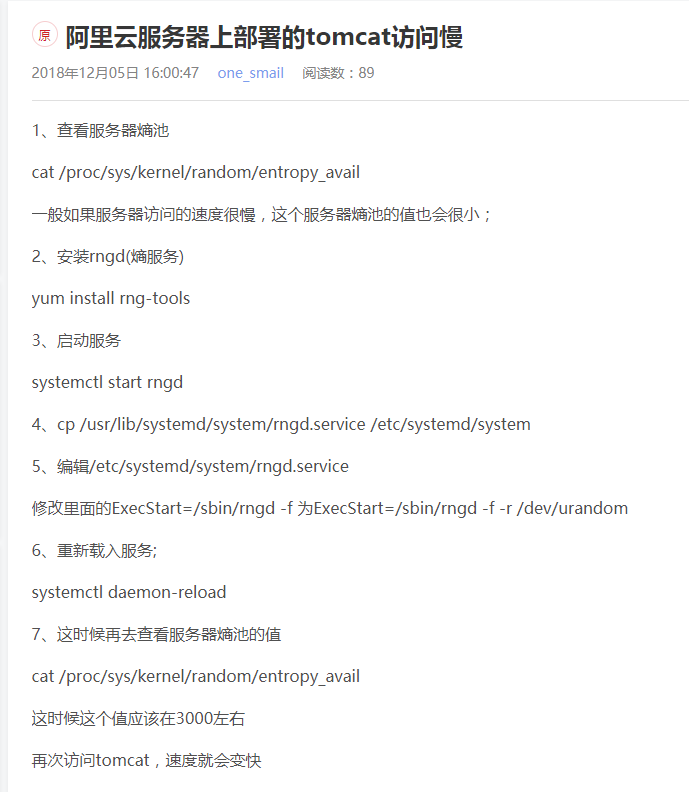 原 阿里云服务器上部署的tomcat访问慢
2018年12月05日 16:00:47 one_smail 阅读数：89
1、查看服务器熵池
cat /proc/sys/kernel/random/entropy_avail
一般如果服务器访问的速度很慢，这个服务器熵池的值也会很小；
2、安装rngd(熵服务)
yum install rng-tools
3、启动服务
systemctl start rngd
4、cp /usr/lib/systemd/system/rngd.service /etc/systemd/system
5、编辑/etc/systemd/system/rngd.service
修改里面的ExecStart=/sbin/rngd -f 为ExecStart=/sbin/rngd -f -r /dev/urandom
6、重新载入服务;
systemctl daemon-reload
7、这时候再去查看服务器熵池的值
cat /proc/sys/kernel/random/entropy_avail
这时候这个值应该在3000左右
再次访问tomcat，速度就会变快